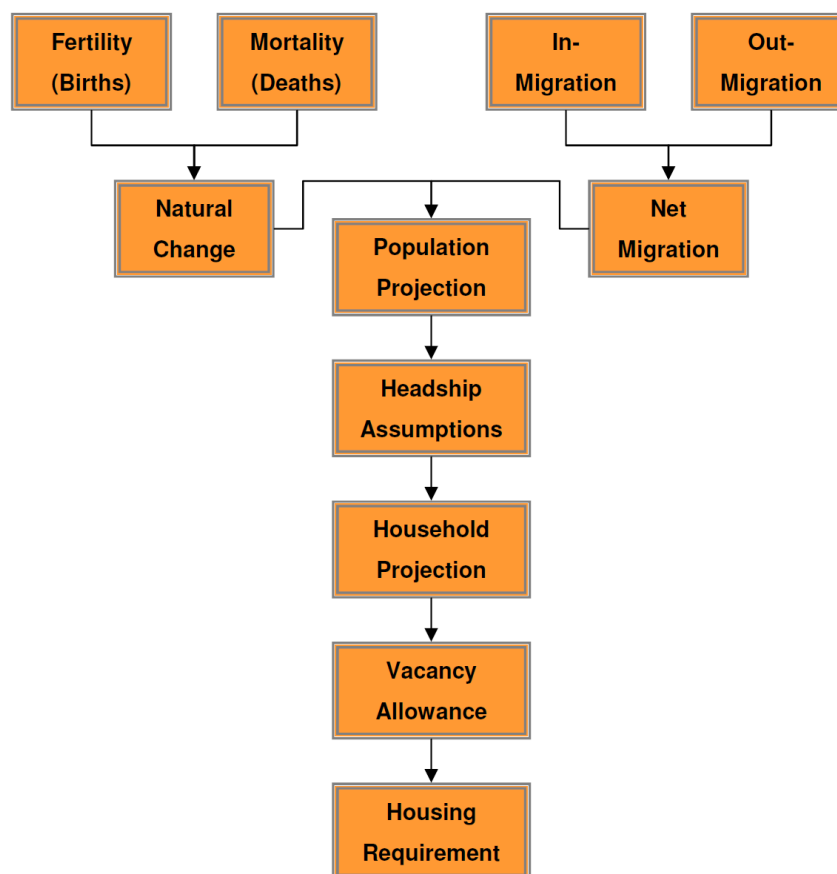 Fertility
(Births)
Mortality
(Deaths)
In-
Migration
Out-
Migration
Natural
Change
Net
Migration
Population
Projection
Headship
Assumptions
Household
Projection
Vacancy
Allowance
Housing
Requirement